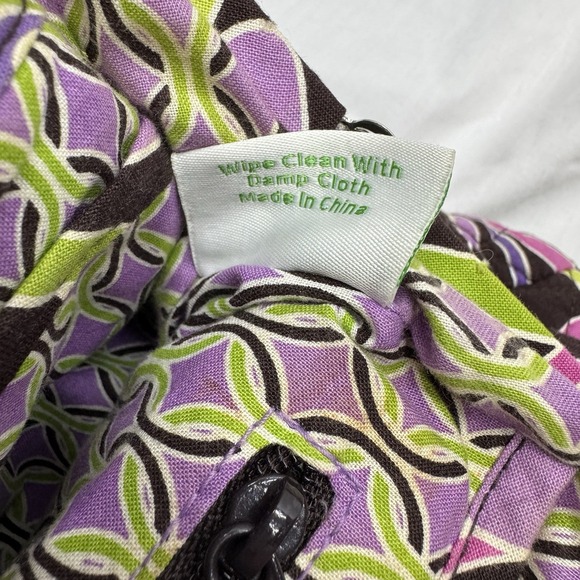 Wipe Clean With
Damp Cloth
Made In China